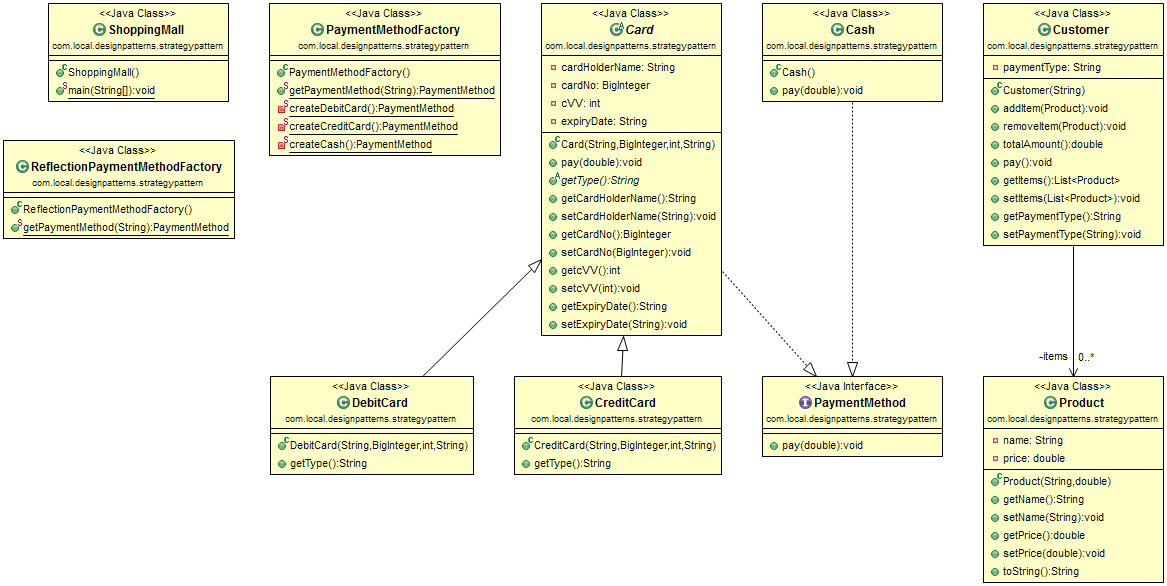 <<Java Class>>
ShoppingMall
com.local.designpatterns.strategypattern
ShoppingMall()
main(String[]):void
<<Java Class>>
ReflectionPaymentMethodFactory
com.local.designpatterns.strategypattern
ReflectionPaymentMethodFactory()
getPaymentMethod(String):PaymentMethod
<<Java Class>>
PaymentMethodFactory
com.local.designpatterns.strategypattern
PaymentMethodFactory()
getPaymentMethod(String):PaymentMethod
createDebitCard():PaymentMethod
createCreditCard():PaymentMethod
createCash():PaymentMethod
<<Java Class>>
Card
com.local.designpatterns.strategypattern
cardHolderName: String
cardNo: BigInteger
cVV: int
expiryDate: String
Card(String,BigInteger,int,String)
pay(double):void
getType():String
getCardHolderName():String
setCardHolderName(String):void
getCardNo():BigInteger
setCardNo(BigInteger):void
getcVV():int
setcVV(int):void
getExpiryDate():String
setExpiryDate(String):void
<<Java Class>>
Cash
com.local.designpatterns.strategypattern
Cash()
pay(double):void
<<Java Class>>
Customer
com.local.designpatterns.strategypattern
paymentType: String
Customer(String)
addItem(Product):void
removeItem(Product):void
totalAmount():double
pay():void
getItems():List<Product>
setItems(List<Product>):void
getPaymentType():String
setPaymentType(String):void
-items 0..*
<<Java Class>>
DebitCard
com.local.designpatterns.strategypattern
DebitCard(String,BigInteger,int,String)
getType():String
<<Java Class>>
CreditCard
com.local.designpatterns.strategypattern
CreditCard(String,BigInteger,int,String)
getType():String
<<Java Interface>>
PaymentMethod
com.local.designpatterns.strategypattern
pay(double):void
<<Java Class>>
Product
com.local.designpatterns.strategypattern
name: String
price: double
Product(String,double)
getName():String
setName(String):void
getPrice():double
setPrice(double):void
toString():String